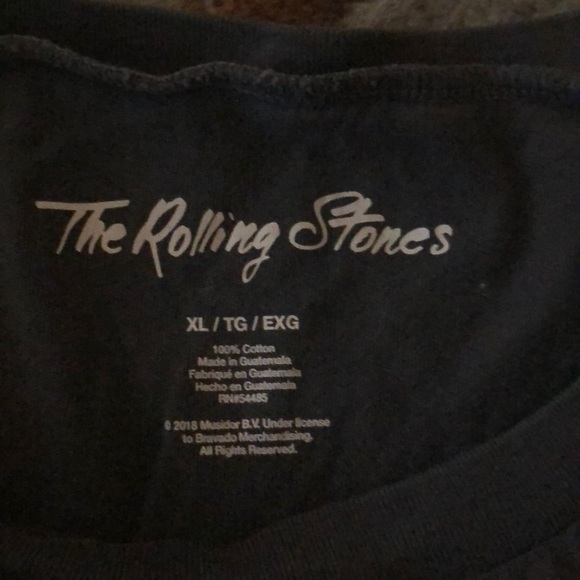 The Rolling Stones
XL / TG / EXG
100% Cotton
Made in Guatemala
Fabriqué en Guatemala
Hecho en Guatemala
RN#54485
© 2018 Musidor B.V. Under license
to Bravado Merchandising.
All Rights Reserved.